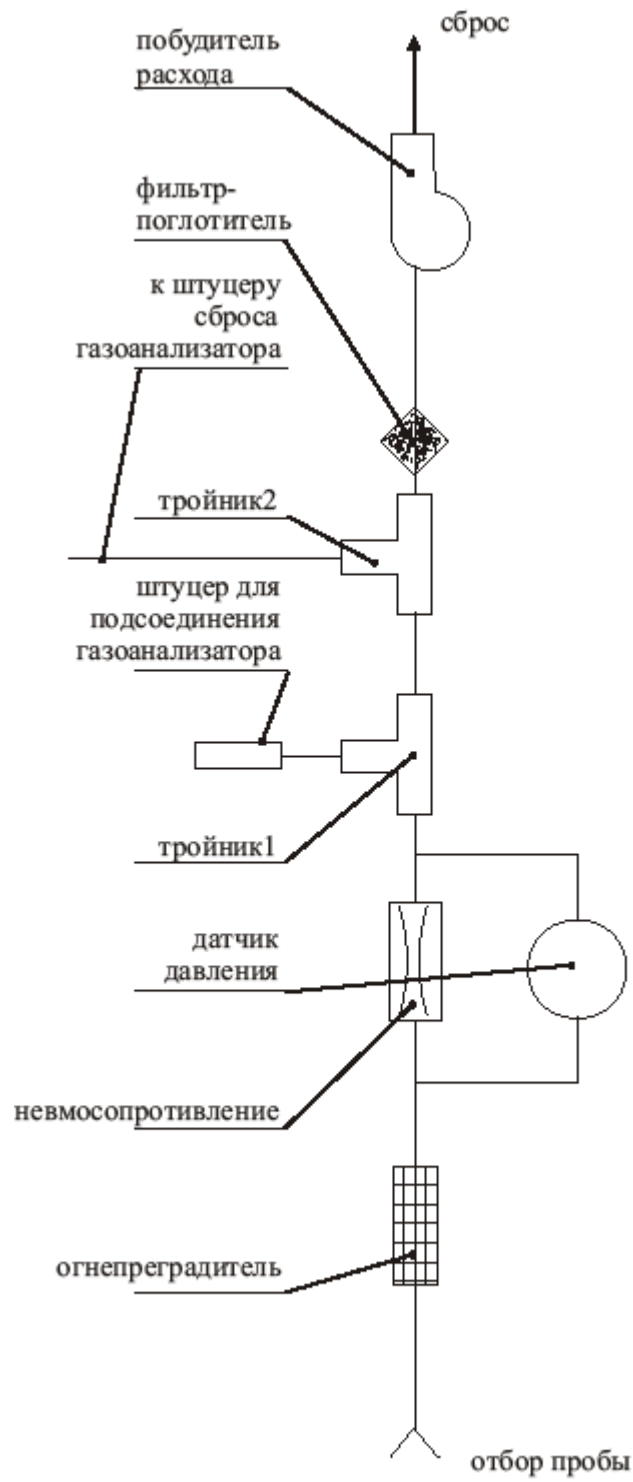 сброс
побудитель
расхода
фильтр-
поглотитель
к штуцеру
сброса
газоанализатора
тройник2
штуцер для
подсоединения
газоанализатора
тройник1
датчик
давления
невмосопротивление
огнепреградитель
отбор пробы